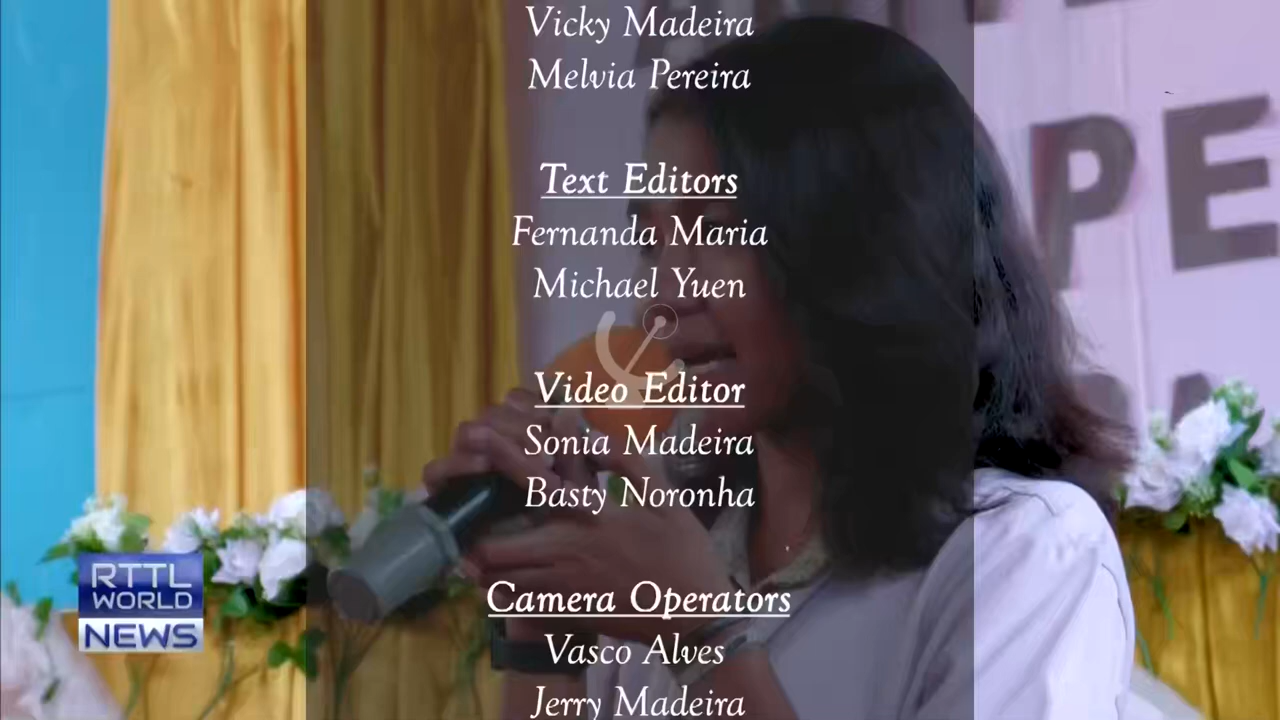 Vicky Madeira
Melvia Pereira
PE
Text Editors
Fernanda Maria
Michael Yuen
Video Editor
Sonia Madeira
Basty Noronha
RTTL
WORLD
NEWS
Camera Operators
Vasco Alves
Jerry Madeira